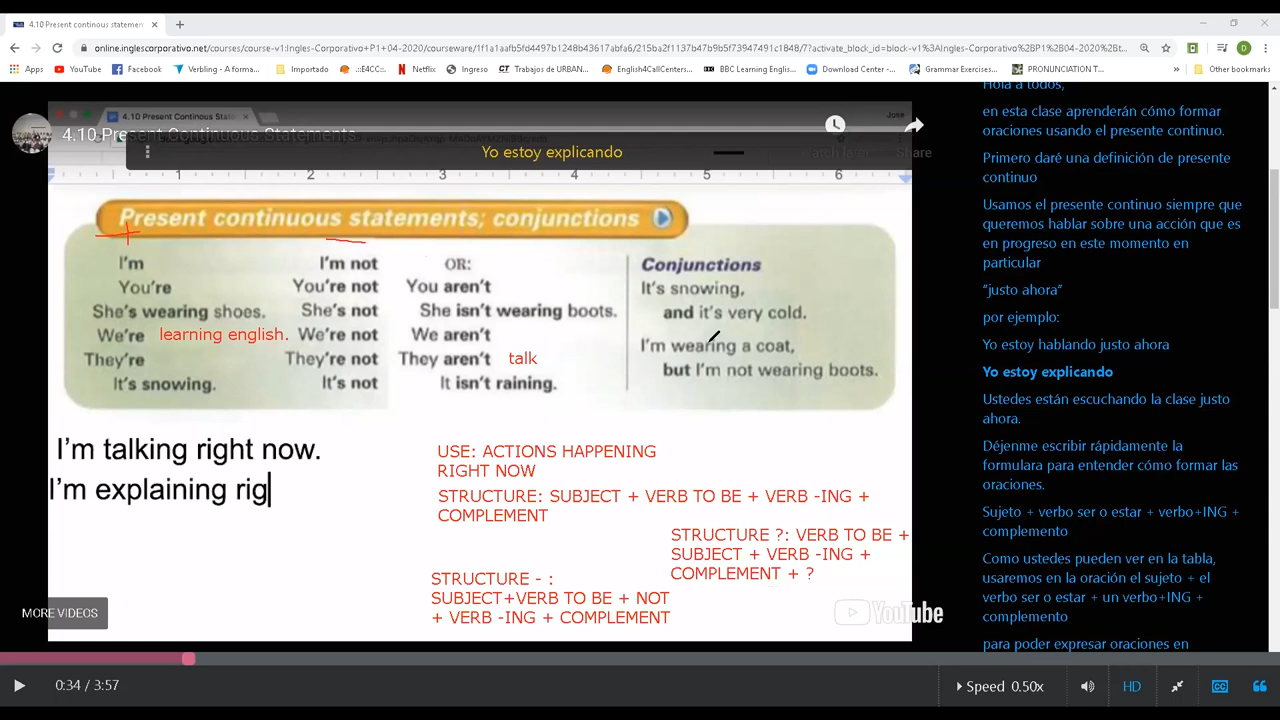 4.10 Present continous statemen
online.inglescorporativo.net/courses/course-v1:Ingles-Corporativo+P1+04-2020/courseware/1f1a1aafb5fd4497b1248b43617abfa6/215ba2f1137b47b9b5f73947491c1848/7?activate_block_id=block-v1%3AIngles-Corporativo%2BP1%2B04-2020%2Bt...
D
Apps YouTube Facebook Verbling - A forma... Importado .::E4CC::. Netflix Ingreso CT Trabajos de URBAN... English4CallCenters... BBC Learning Englis... Download Center -... Grammar Exercises... PRONUNCIATION T... » Other bookmarks
4.10 Present Continous State
Jose
4.10 Present Continuous Statements
Yo estoy explicando
Share
1 2 3 4 5 6
Present continuous statements; conjunctions
I'm I'm not OR:
You're You're not You aren't
She's wearing shoes. She's not She isn't wearing boots.
We're learning english. We're not We aren't
They're They're not They aren't talk
It's snowing. It's not It isn't raining.
Conjunctions
It's snowing,
and it's very cold.
I'm wearing a coat,
but I'm not wearing boots.
I'm talking right now.
I'm explaining rig
USE: ACTIONS HAPPENING
RIGHT NOW
STRUCTURE: SUBJECT + VERB TO BE + VERB -ING +
COMPLEMENT
STRUCTURE ?: VERB TO BE +
SUBJECT + VERB -ING +
COMPLEMENT + ?
STRUCTURE - :
SUBJECT+VERB TO BE + NOT
+ VERB -ING + COMPLEMENT
MORE VIDEOS
YouTube
0:34 / 3:57
Speed 0.50x
HD
Hola a todos,
en esta clase aprenderán cómo formar
oraciones usando el presente continuo.
Primero daré una definición de presente
continuo
Usamos el presente continuo siempre que
queremos hablar sobre una acción que es
en progreso en este momento en
particular
“justo ahora”
por ejemplo:
Yo estoy hablando justo ahora
Yo estoy explicando
Ustedes están escuchando la clase justo
ahora.
Déjenme escribir rápidamente la
formulara para entender cómo formar las
oraciones.
Sujeto + verbo ser o estar + verbo+ING +
complemento
Como ustedes pueden ver en la tabla,
usaremos en la oración el sujeto + el
verbo ser o estar + un verbo+ING +
complemento
para poder expresar oraciones en